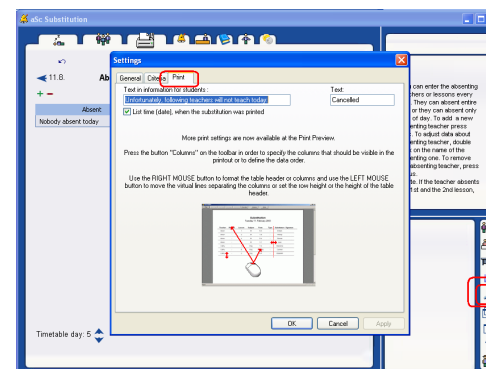 aSc Substitution
Settings
General Criteria Print
Text in information for students :
Text:
Unfortunately, following teachers will not teach today:
Cancelled
List time (date), when the substitution was printed
More print settings are now available at the Print Preview.
Press the button "Columns" on the toolbar in order to specify the columns that should be visible in the
printout or to define the data order.
Use the RIGHT MOUSE button to format the table header or columns and use the LEFT MOUSE
button to move the virtual lines separating the columns or set the row height or the height of the table
header.
OK Cancel Apply
11.8.
Ab
Absent
Nobody absent today
Timetable day: 5
can enter the absenting
hers or lessons every
They can absent entire
or they can absent only
of day. To add a new
enting teacher press
To adjust data about
enting teacher, double
on the name of the
enting one. To remove
absenting teacher, press
us.
te. If the teacher absents
st and the 2nd lesson,